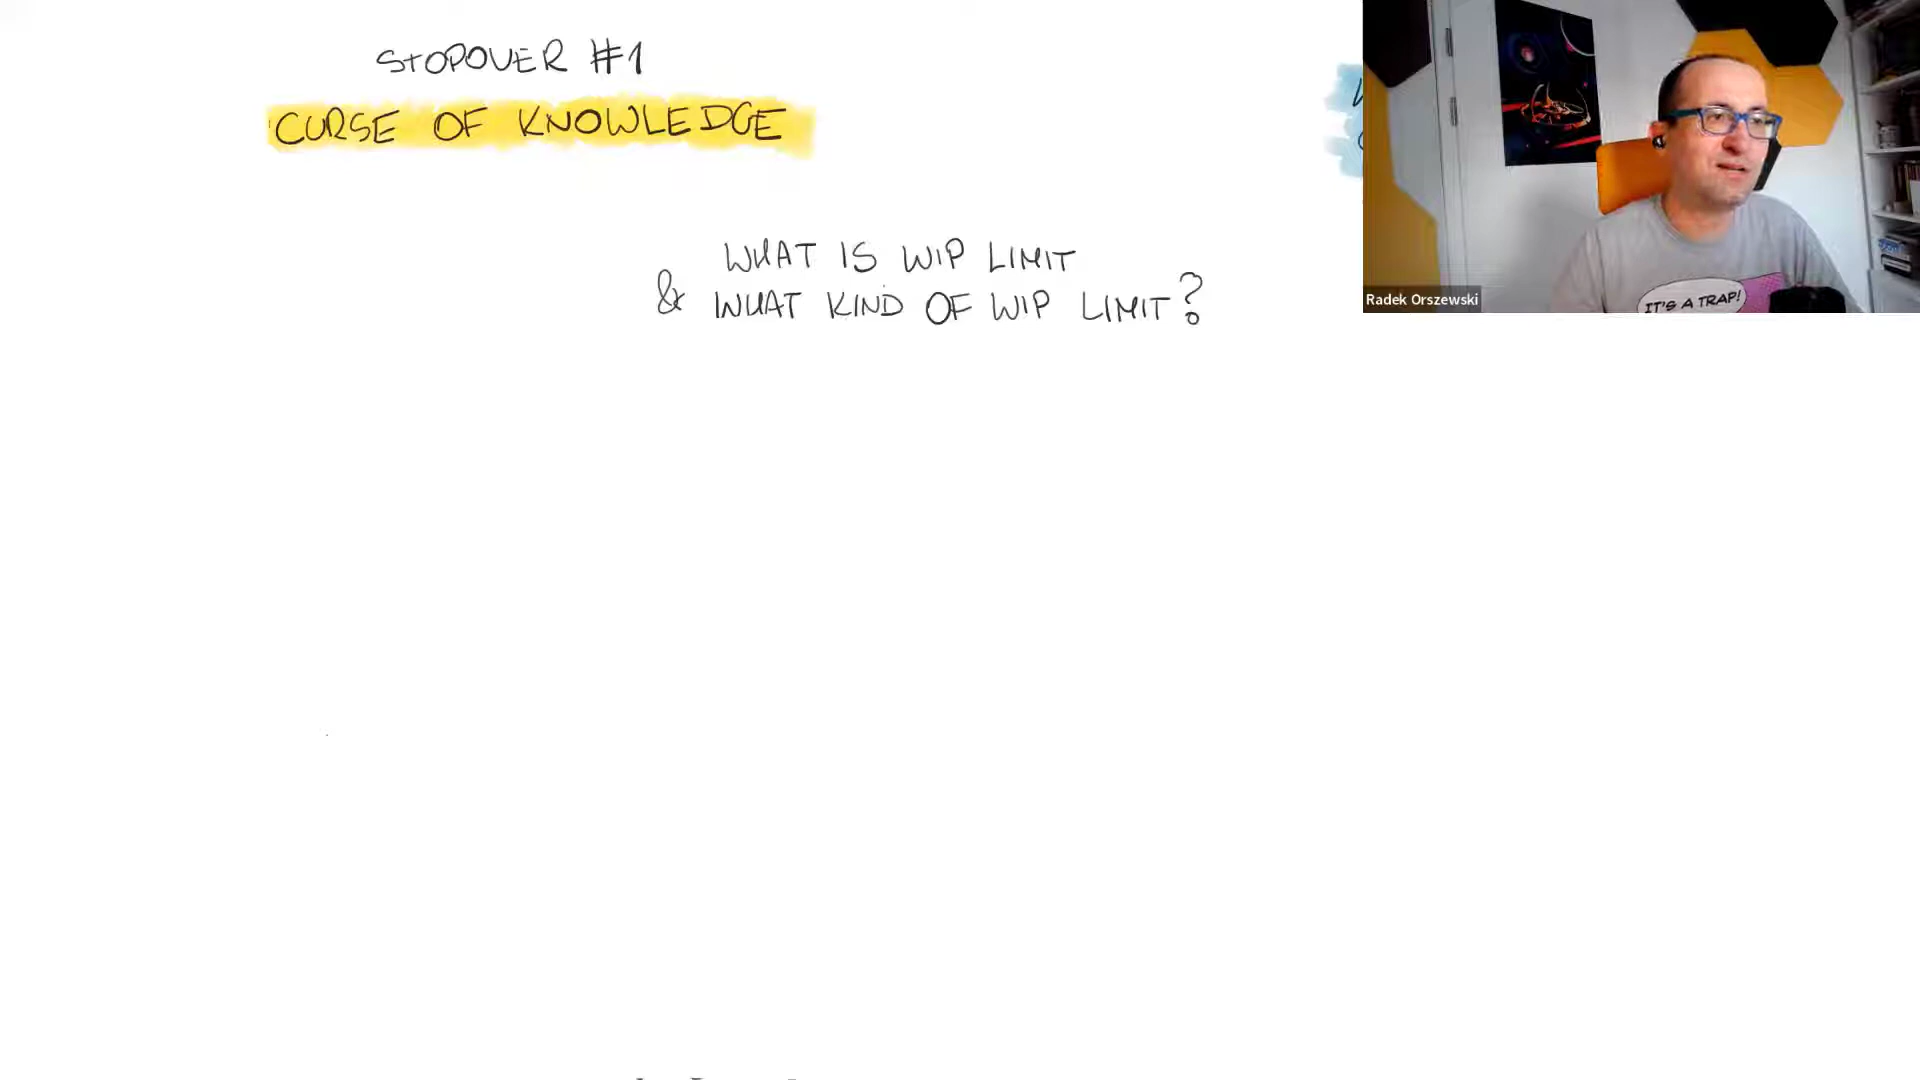 STOPOVER #1
CURSE OF KNOWLEDGE
WHAT IS WIP LIMIT
& WHAT KIND OF WIP LIMIT?
Radek Orszewski
IT'S A TRAP!